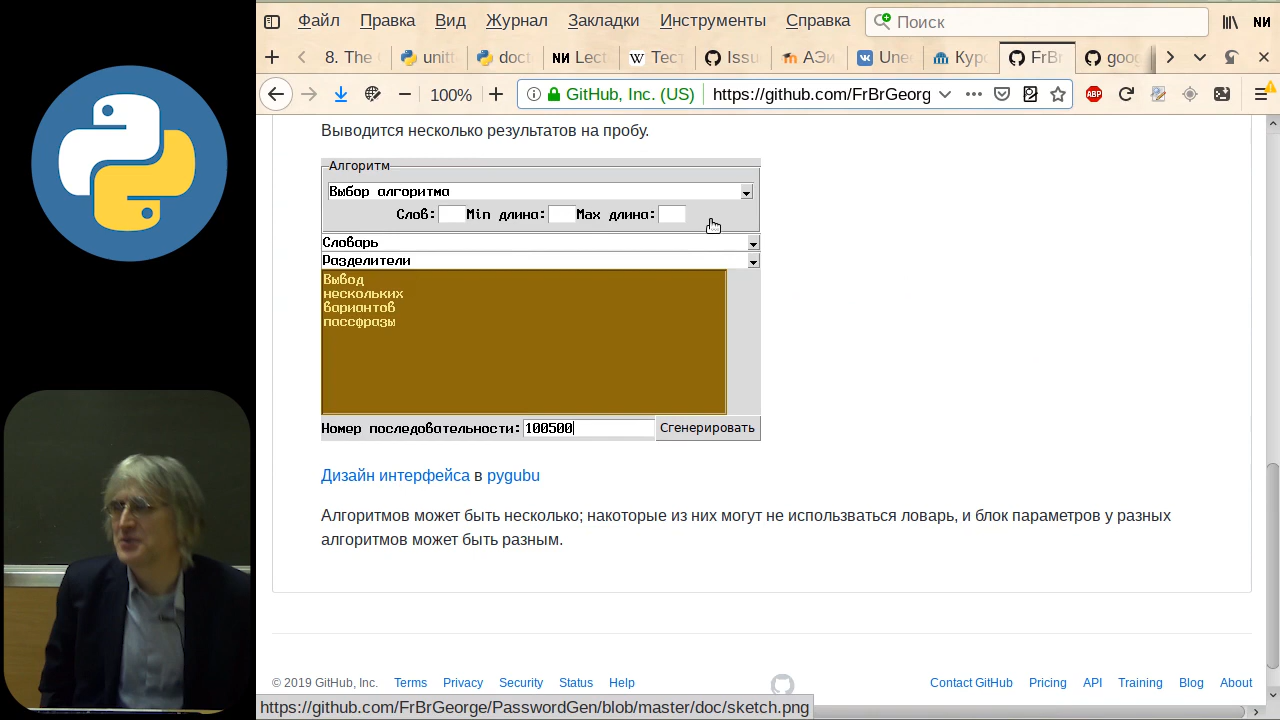 Файл Правка Вид Журнал Закладки Инструменты Справка Поиск
8. The unitt doct Lect Тест Issu АЭи Une Кур FrBr goog
100% GitHub, Inc. (US) https://github.com/FrBrGeorg ABP
Выводится несколько результатов на пробу.
Алгоритм
Выбор алгоритма
Слов: Min длина: Max длина:
Словарь
Разделители
Вывод
нескольких
вариантов
пассфразы
Номер последовательности: 100500 Сгенерировать
Дизайн интерфейса в pygubu
Алгоритмов может быть несколько; накоторые из них могут не использваться ловарь, и блок параметров у разных
алгоритмов может быть разным.
© 2019 GitHub, Inc. Terms Privacy Security Status Help Contact GitHub Pricing API Training Blog About
https://github.com/FrBrGeorge/PasswordGen/blob/master/doc/sketch.png